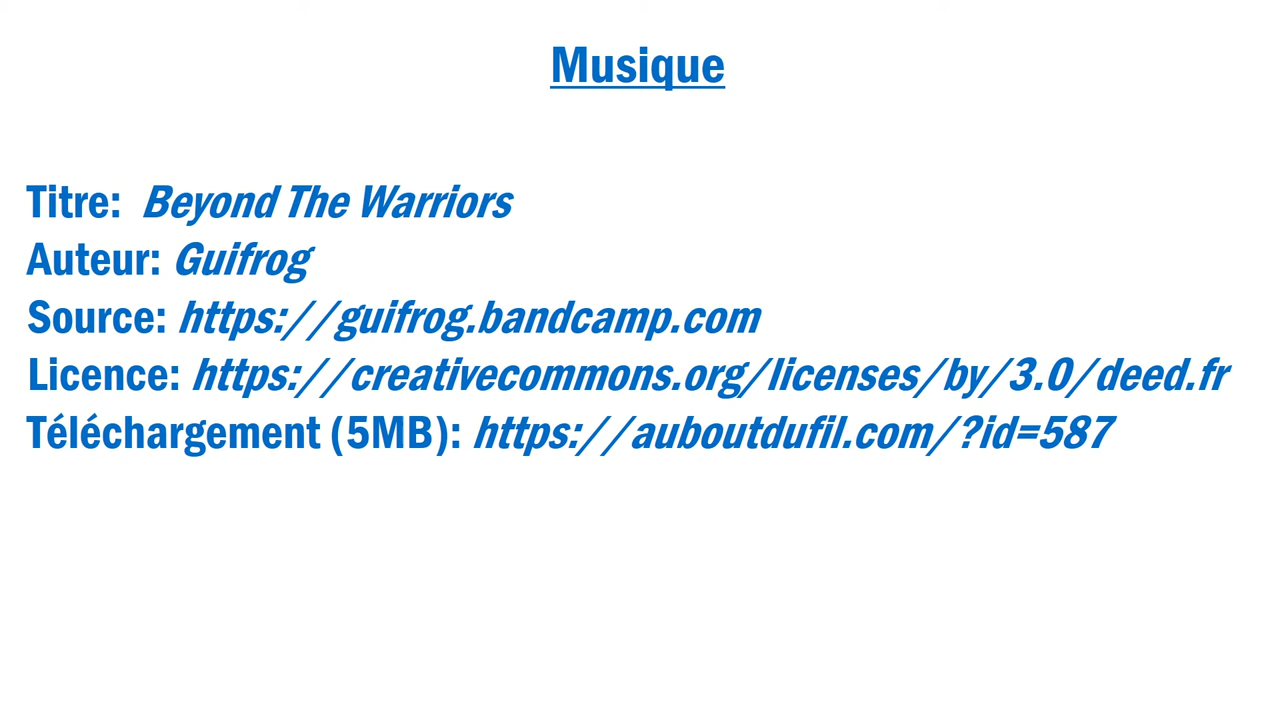 Musique
Titre: Beyond The Warriors
Auteur: Guifrog
Source: https://guifrog.bandcamp.com
Licence: https://creativecommons.org/licenses/by/3.0/deed.fr
Téléchargement (5MB): https://auboutdufil.com/?id=587